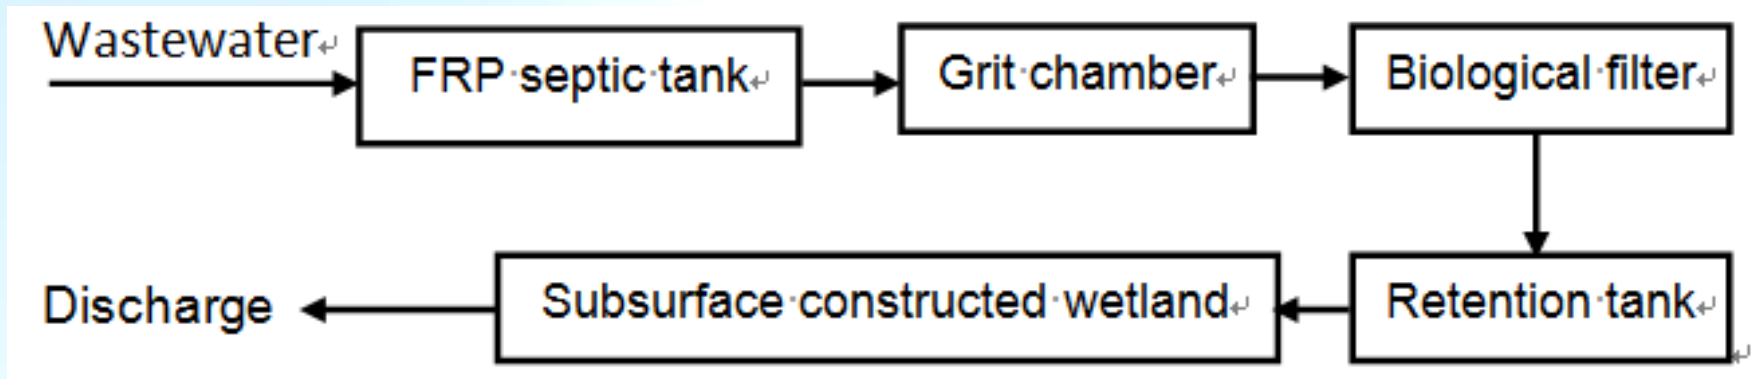 Wastewater
FRP septic tank
Grit chamber
Biological filter
Retention tank
Subsurface constructed wetland
Discharge